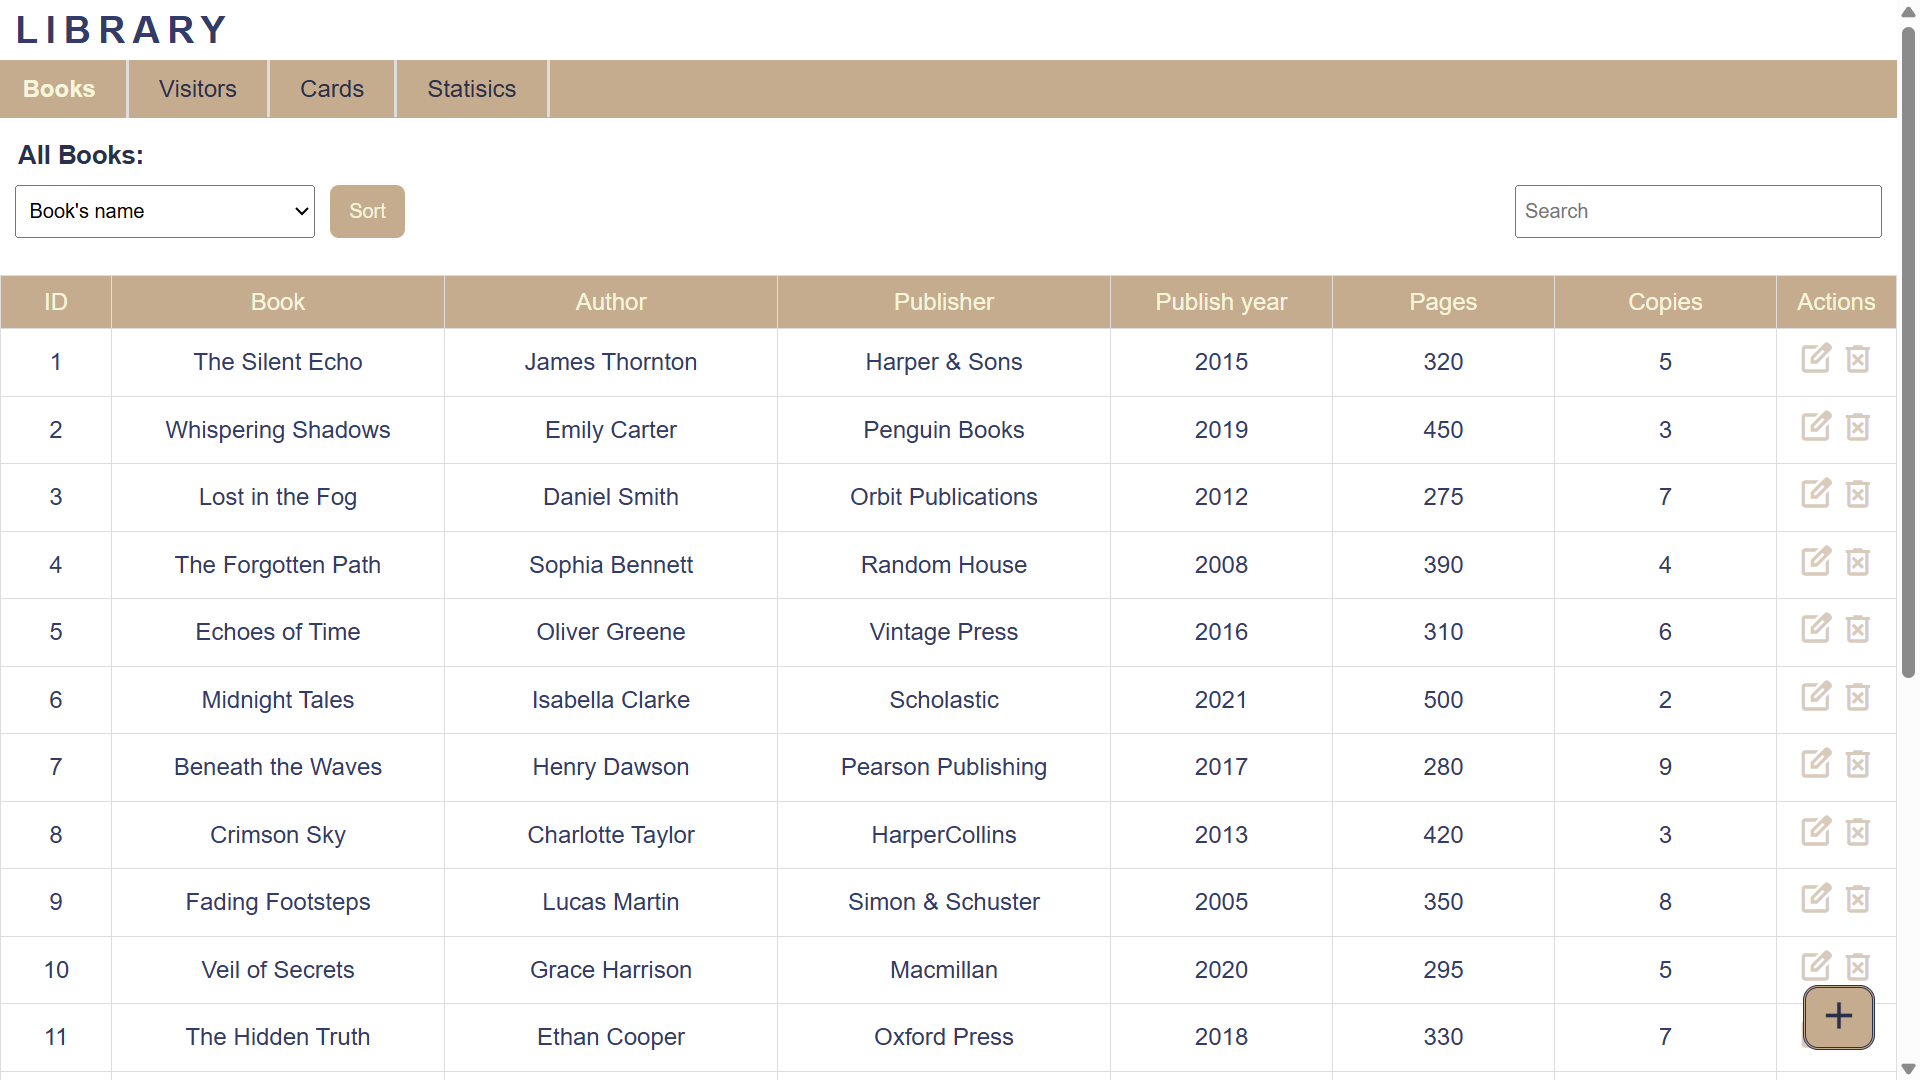 LIBRARY
Books Visitors Cards Statisics
All Books:
Book's name Sort Search
ID Book Author Publisher Publish year Pages Copies Actions
1 The Silent Echo James Thornton Harper & Sons 2015 320 5
2 Whispering Shadows Emily Carter Penguin Books 2019 450 3
3 Lost in the Fog Daniel Smith Orbit Publications 2012 275 7
4 The Forgotten Path Sophia Bennett Random House 2008 390 4
5 Echoes of Time Oliver Greene Vintage Press 2016 310 6
6 Midnight Tales Isabella Clarke Scholastic 2021 500 2
7 Beneath the Waves Henry Dawson Pearson Publishing 2017 280 9
8 Crimson Sky Charlotte Taylor HarperCollins 2013 420 3
9 Fading Footsteps Lucas Martin Simon & Schuster 2005 350 8
10 Veil of Secrets Grace Harrison Macmillan 2020 295 5
11 The Hidden Truth Ethan Cooper Oxford Press 2018 330 7